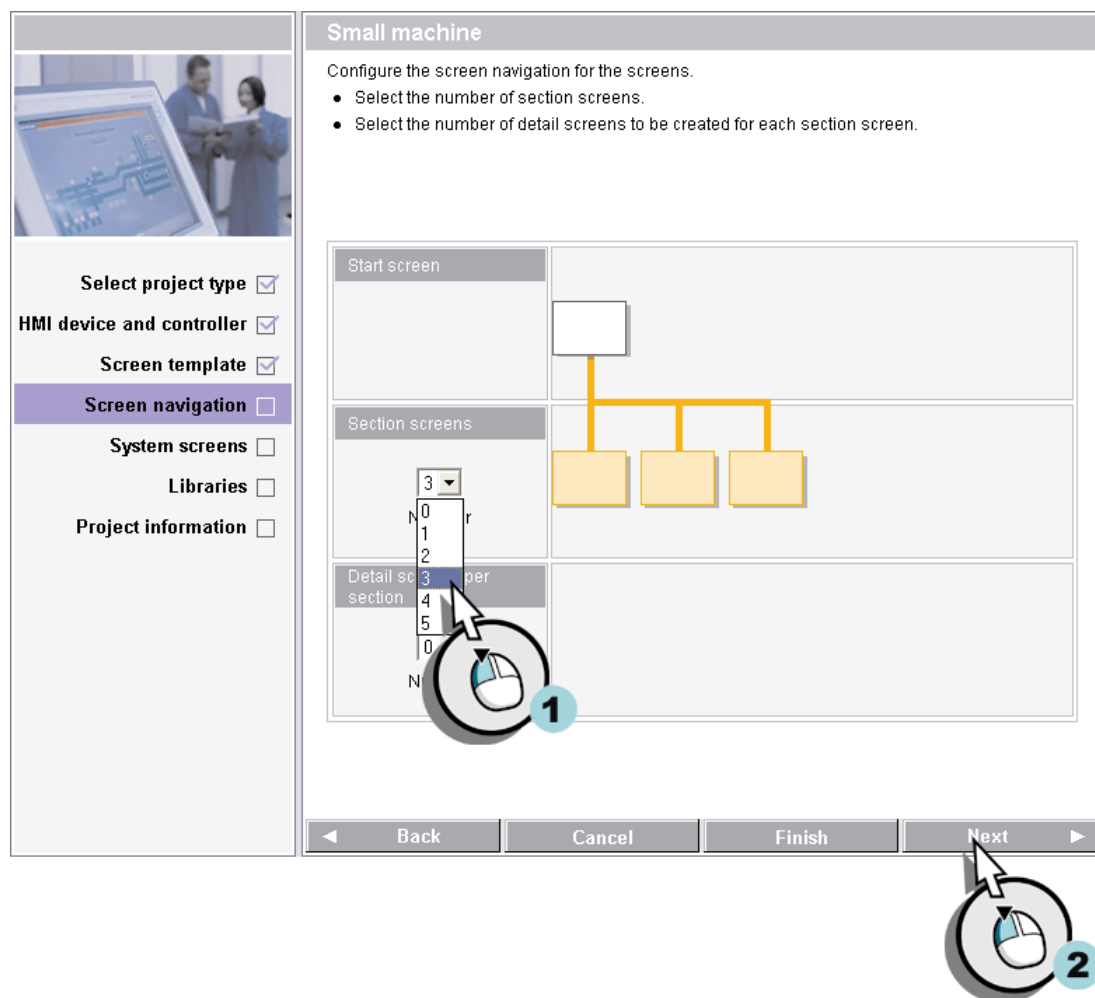 Small machine
Configure the screen navigation for the screens.
● Select the number of section screens.
● Select the number of detail screens to be created for each section screen.
Select project type
HMI device and controller
Screen template
Screen navigation
System screens
Libraries
Project information
Start screen
Section screens
3
0
1
2
3
4
5
Detail sc per
section
0
1
Back
Cancel
Finish
Next
2